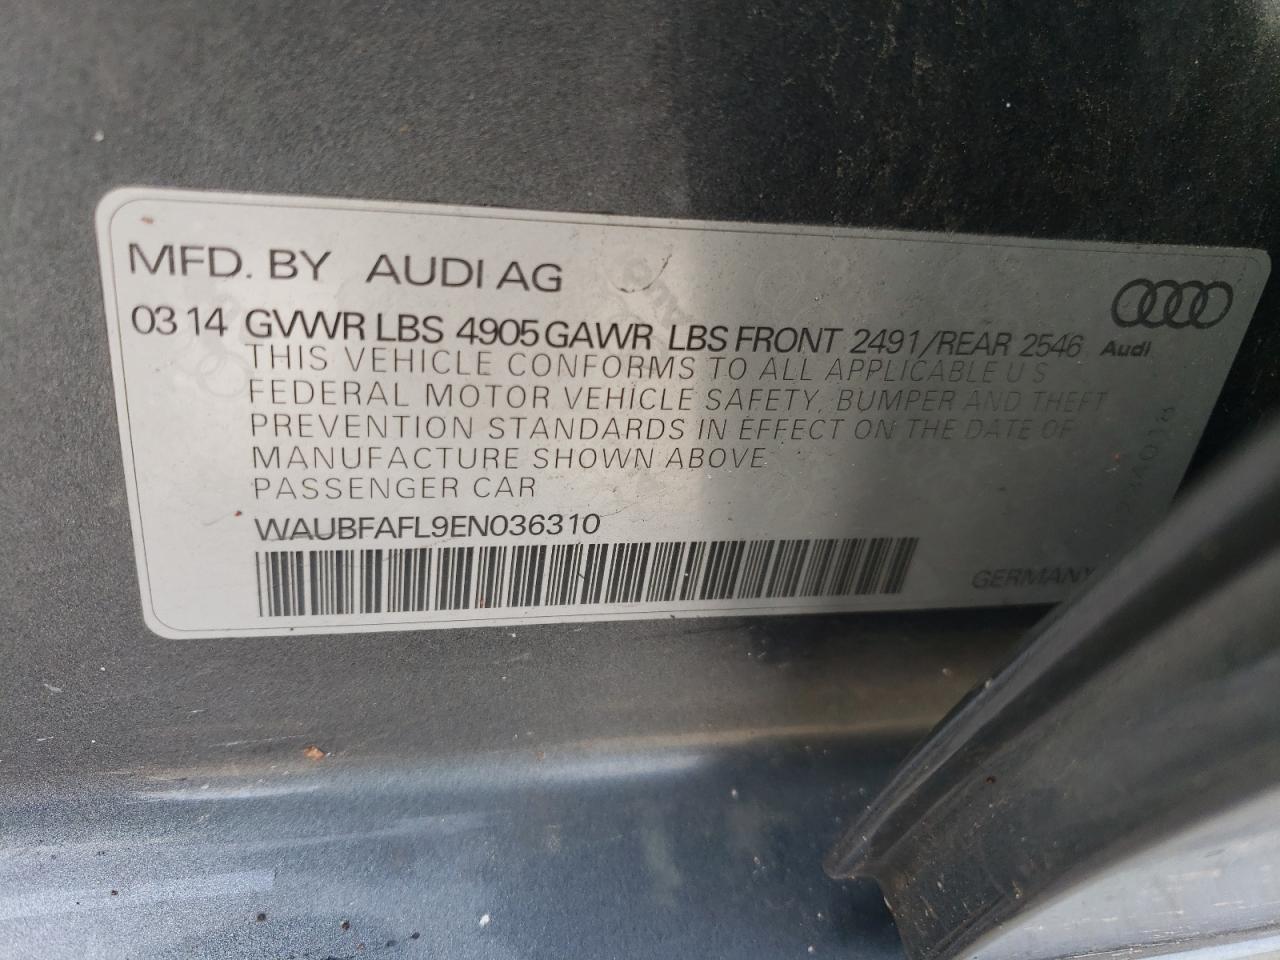 MFD. BY AUDI AG
0314 GVWR LBS 4905 GAWR LBS FRONT 2491/REAR 2546 Audi
THIS VEHICLE CONFORMS TO ALL APPLICABLE U S
FEDERAL MOTOR VEHICLE SAFETY, BUMPER AND THEFT
PREVENTION STANDARDS IN EFFECT ON THE DATE OF
MANUFACTURE SHOWN ABOVE
PASSENGER CAR
WAUBFAFL9EN036310
GERMANY